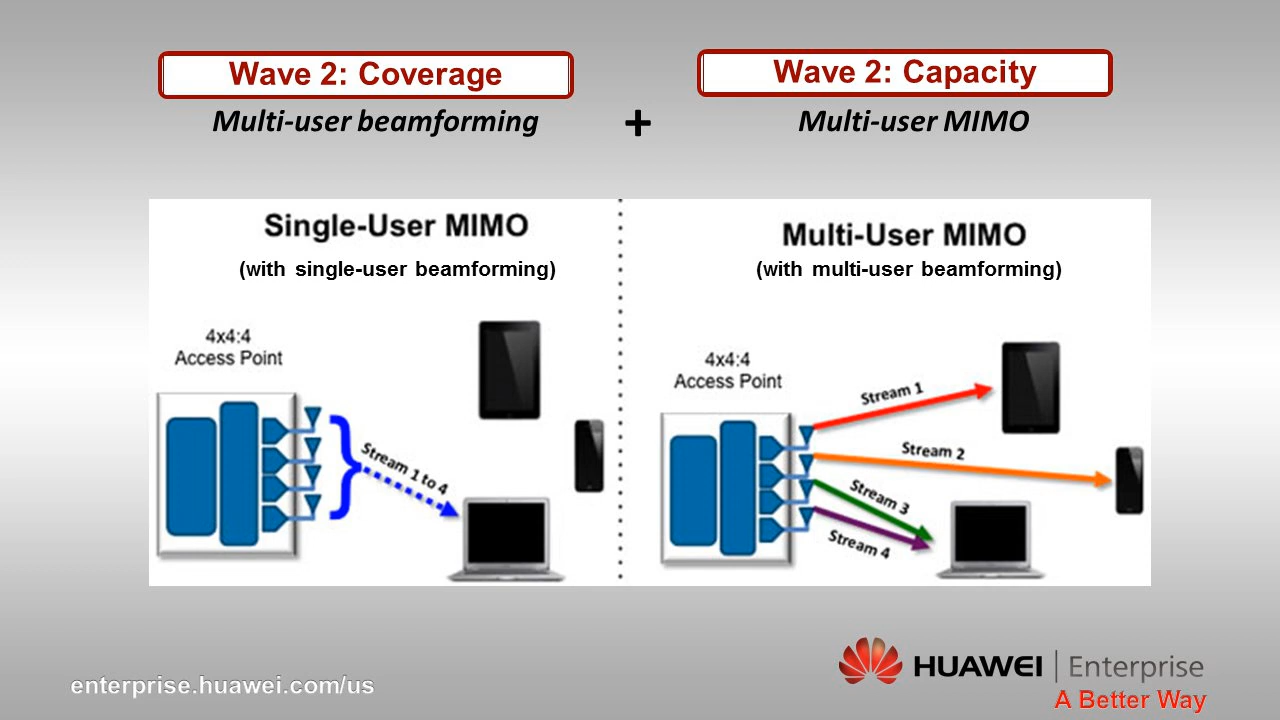 Wave 2: Coverage
Multi-user beamforming
+
Wave 2: Capacity
Multi-user MIMO
Single-User MIMO
(with single-user beamforming)
4x4:4
Access Point
Stream 1 to 4
Multi-User MIMO
(with multi-user beamforming)
4x4:4
Access Point
Stream 1
Stream 2
Stream 3
Stream 4
enterprise.huawei.com/us
HUAWEI | Enterprise
A Better Way